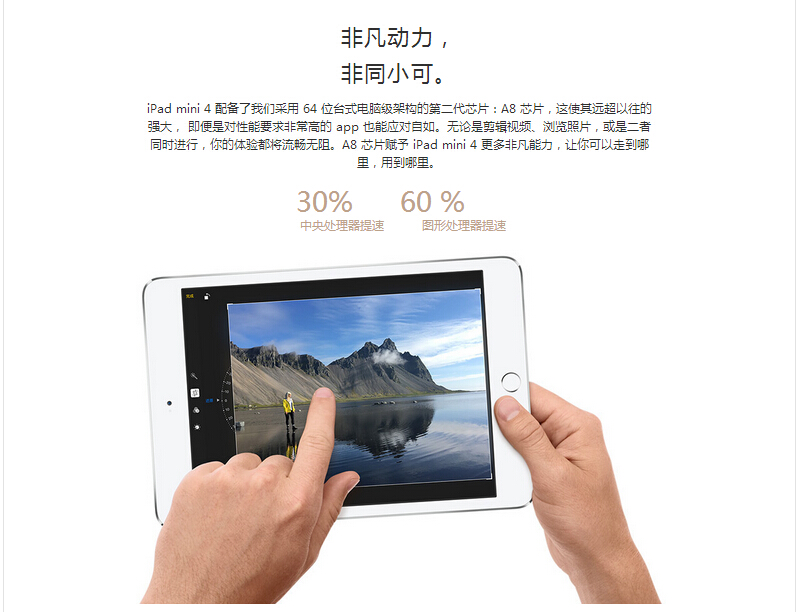 非凡动力，
非同小可。
iPad mini 4 配备了我们采用 64 位台式电脑级架构的第二代芯片：A8 芯片，这使其远超以往的
强大， 即便是对性能要求非常高的 app 也能应对自如。无论是剪辑视频、浏览照片，或是二者
同时进行，你的体验都将流畅无阻。A8 芯片赋予 iPad mini 4 更多非凡能力，让你可以走到哪
里，用到哪里。
30% 60 %
中央处理器提速 图形处理器提速
完成